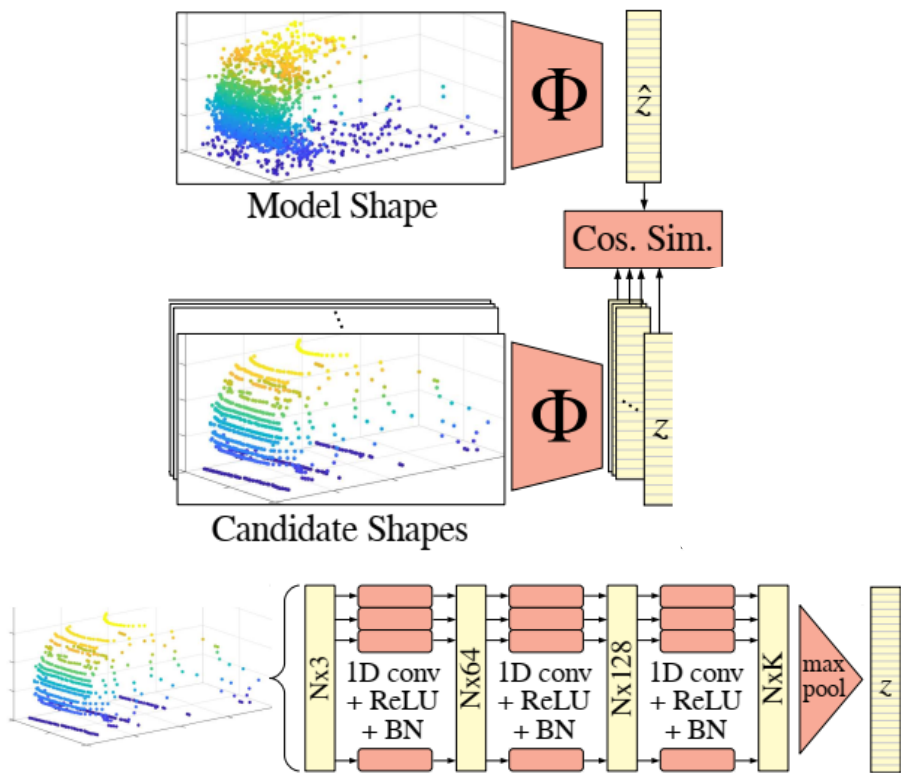 Φ
ẑ
Model Shape
Cos. Sim.
Φ
z
Candidate Shapes
Nx3
1D conv
+ ReLU
+ BN
Nx64
1D conv
+ ReLU
+ BN
Nx128
1D conv
+ ReLU
+ BN
NxK
max
pool
z